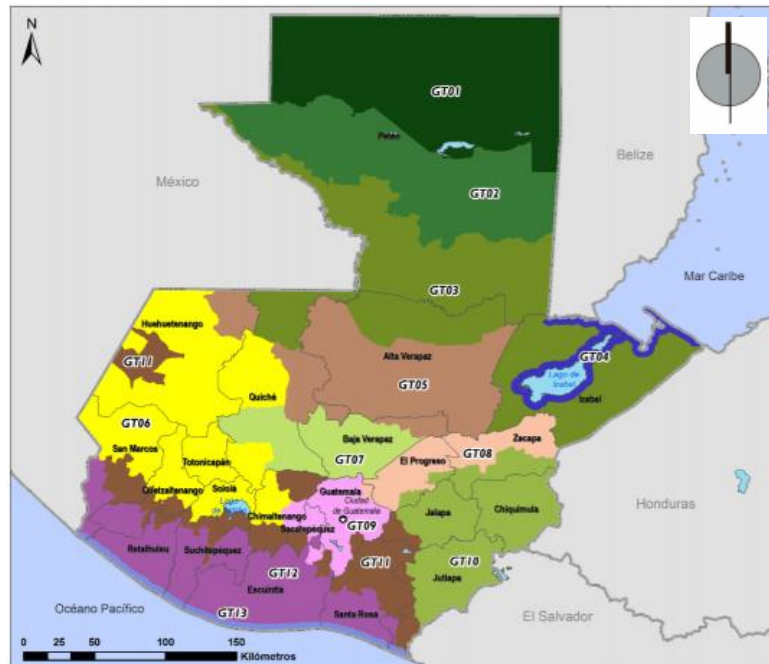 N
GT01
Petén
Belize
México
GT02
Mar Caribe
GT03
Huehuetenango
GT11
Alta Verapaz
GT04
Lago de
Izabal
GT05
Quiché
Izabal
GT06
San Marcos
Baja Verapaz
Zacapa
Totonicapán
GT07
El Progreso
GT08
Quetzaltenango
Sololá
Guatemala
Lago
de
Chimaltenango
Ciudad
de Guatemala
Sacatepéquez
GT09
Jalapa
Chiquimula
Honduras
Retalhuleu
Suchitepéquez
GT11
GT10
GT12
Escuintla
Jutiapa
Océano Pacífico
GT13
Santa Rosa
El Salvador
0 25 50 100 150
Kilómetros